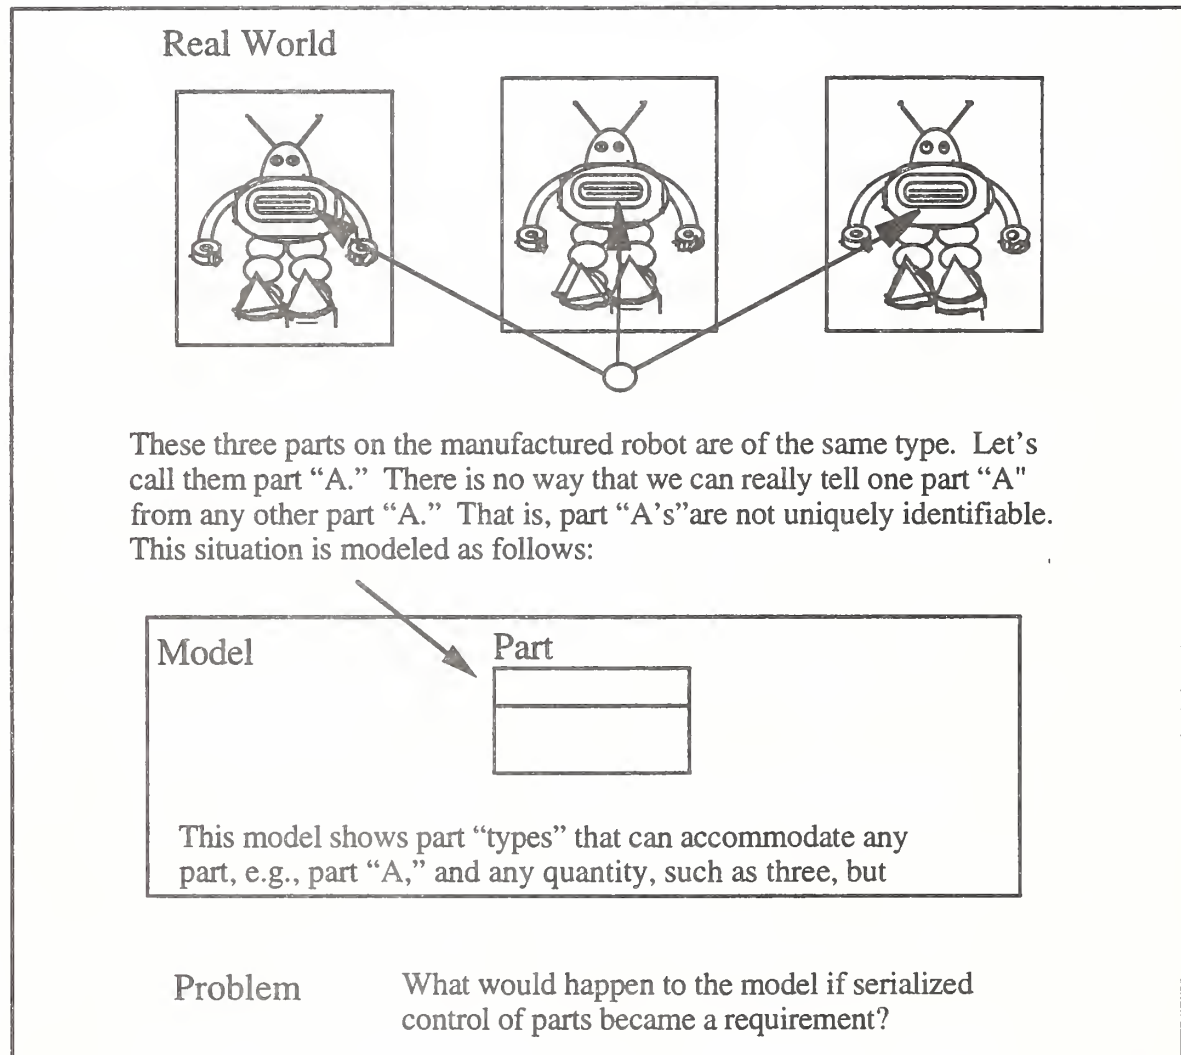 Real World
These three parts on the manufactured robot are of the same type. Let's
call them part “A.” There is no way that we can really tell one part “A"
from any other part “A.” That is, part “A's”are not uniquely identifiable.
This situation is modeled as follows:
Model
Part
This model shows part “types” that can accommodate any
part, e.g., part “A,” and any quantity, such as three, but
Problem
What would happen to the model if serialized
control of parts became a requirement?